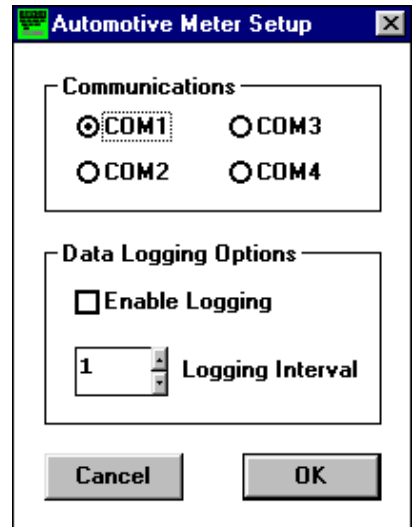 Automotive Meter Setup
Communications
COM1 COM3
COM2 COM4
Data Logging Options
Enable Logging
1 Logging Interval
Cancel OK